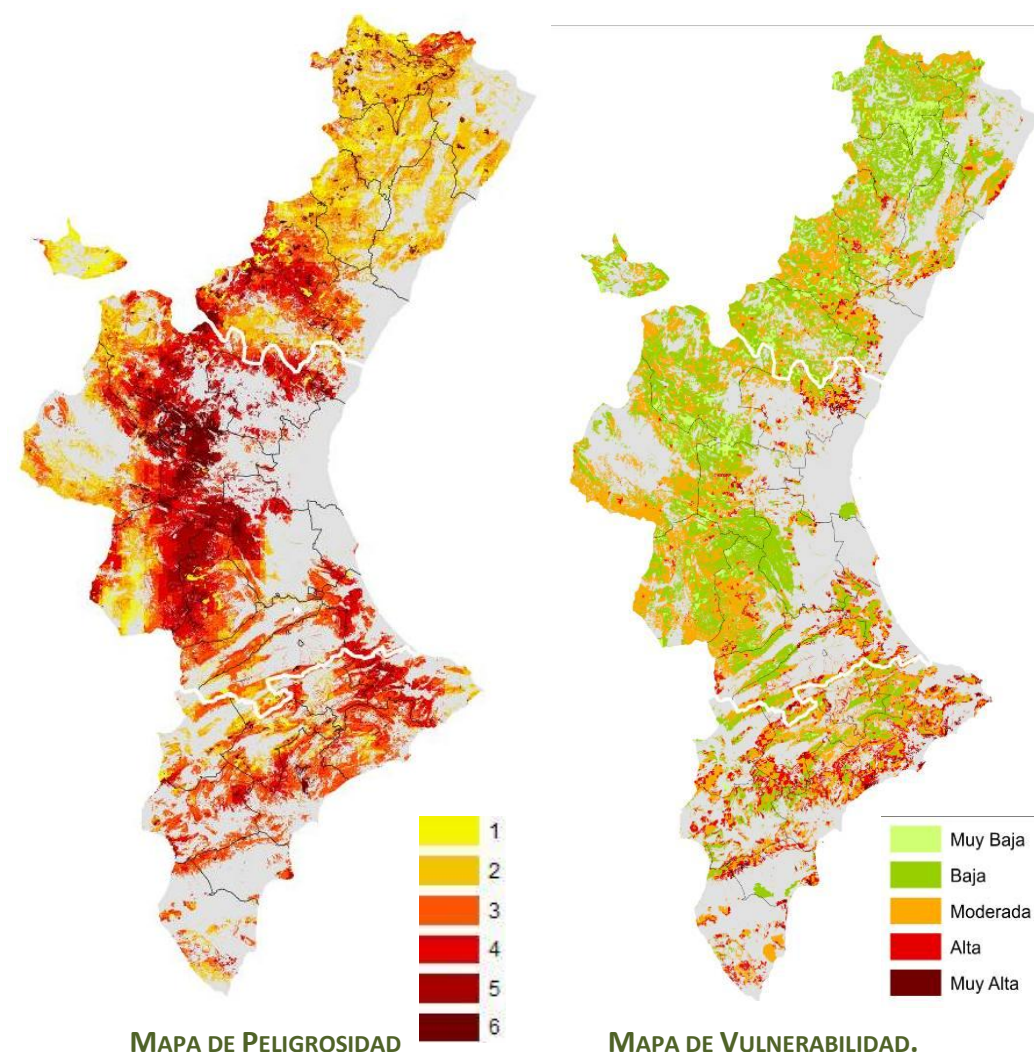 1
2
3
4
5
6
Muy Baja
Baja
Moderada
Alta
Muy Alta
MAPA DE PELIGROSIDAD
MAPA DE VULNERABILIDAD.